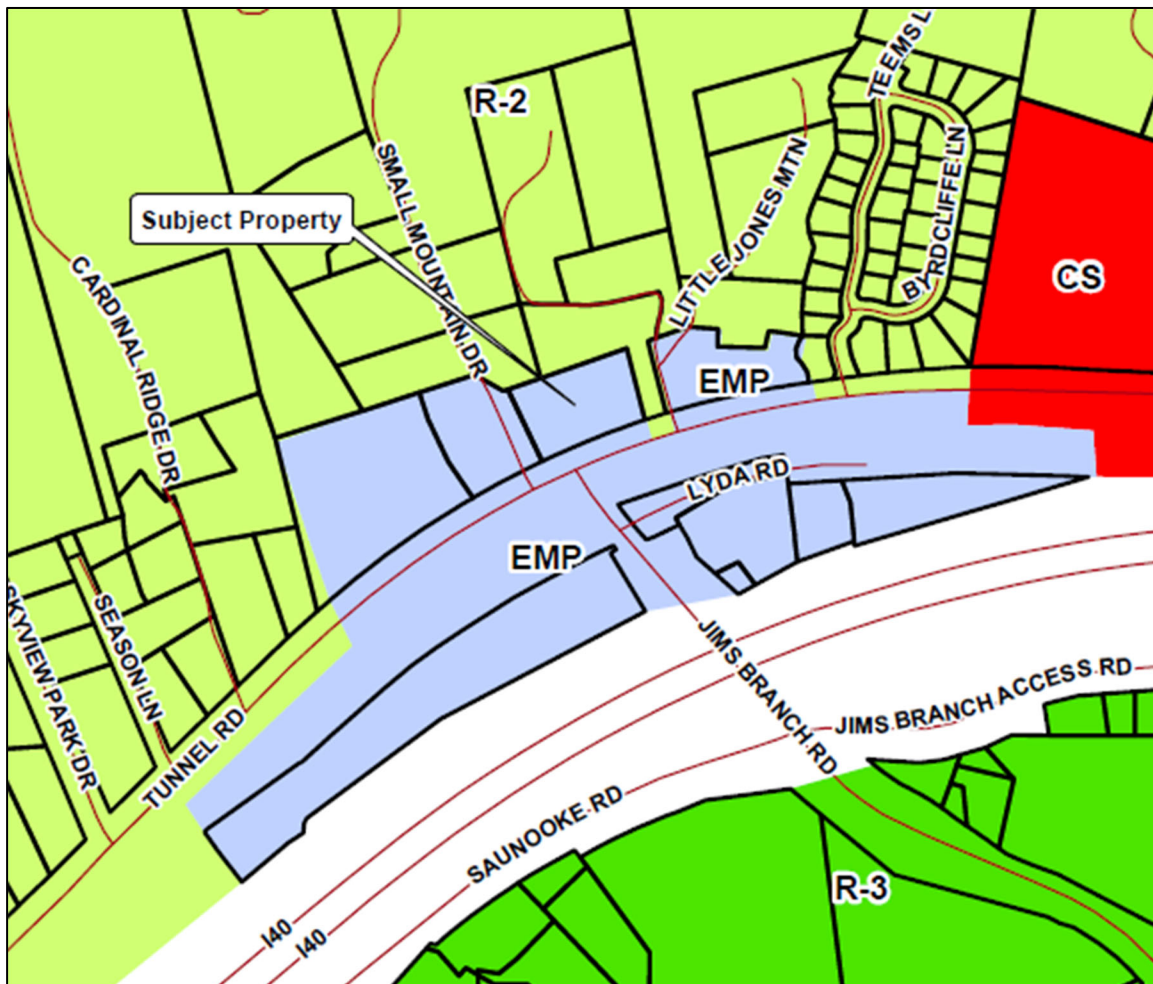 TEEMS L
R-2
SMALL MOUNTAIN DR
Subject Property
BYRDCLIFFE LN
LITTLE JONES MTN
CARDINAL RIDGE DR
CS
EMP
LYDA RD
EMP
SKYVIEW PARK DR
SEASON LN
TUNNEL RD
JIMS BRANCH RD
JIMS BRANCH ACCESS RD
SAUNOOKE RD
R-3
I40
I40